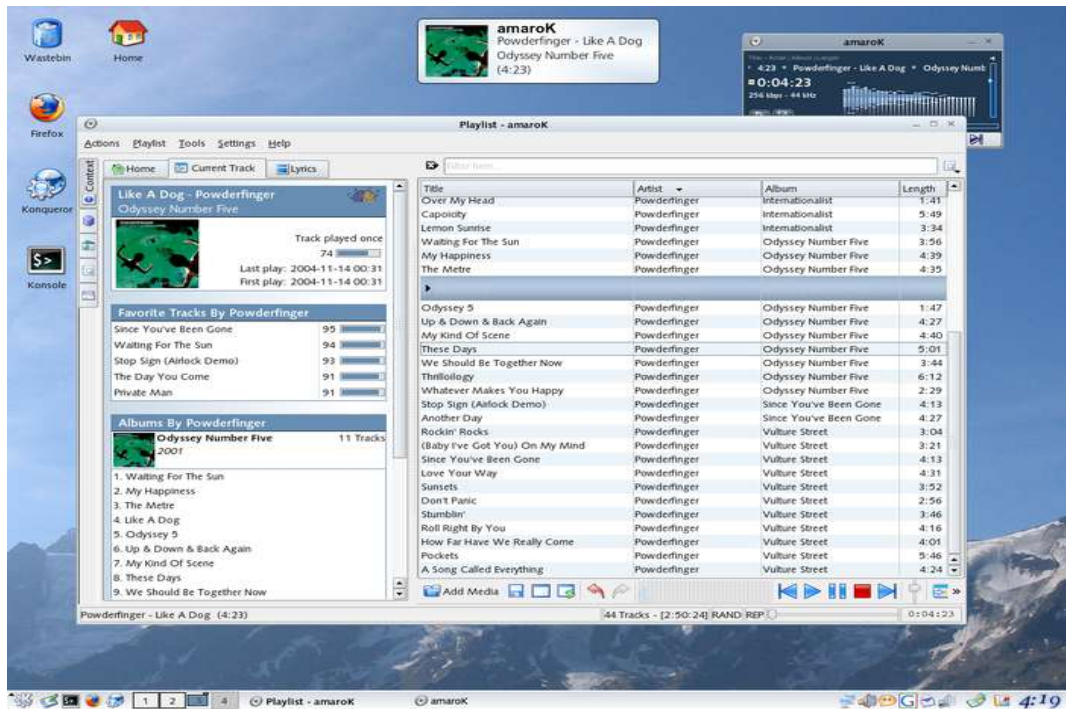 Wastebin
Home
Firefox
Konqueror
Konsole
amaroK
Powderfinger - Like A Dog
Odyssey Number Five
(4:23)
amaroK
4:23 * Powderfinger - Like A Dog * Odyssey Numb
0:04:23
256 kbps - 44 kHz
Playlist - amaroK
Actions Playlist Tools Settings Help
Context
Home Current Track Lyrics
Like A Dog - Powderfinger
Odyssey Number Five
Track played once
74
Last play: 2004-11-14 00:31
First play: 2004-11-14 00:31
Favorite Tracks By Powderfinger
Since You've Been Gone 95
Waiting For The Sun 94
Stop Sign (Airlock Demo) 93
The Day You Come 91
Private Man 91
Albums By Powderfinger
Odyssey Number Five 11 Tracks
2001
1. Waiting For The Sun
2. My Happiness
3. The Metre
4. Like A Dog
5. Odyssey 5
6. Up & Down & Back Again
7. My Kind Of Scene
8. These Days
9. We Should Be Together Now
Filter here...
Title Artist Album Length
Over My Head Powderfinger Internationalist 1:41
Capoicity Powderfinger Internationalist 5:49
Lemon Sunrise Powderfinger Internationalist 3:34
Waiting For The Sun Powderfinger Odyssey Number Five 3:56
My Happiness Powderfinger Odyssey Number Five 4:39
The Metre Powderfinger Odyssey Number Five 4:35
Odyssey 5 Powderfinger Odyssey Number Five 1:47
Up & Down & Back Again Powderfinger Odyssey Number Five 4:27
My Kind Of Scene Powderfinger Odyssey Number Five 4:40
These Days Powderfinger Odyssey Number Five 5:01
We Should Be Together Now Powderfinger Odyssey Number Five 3:44
Thrilloilogy Powderfinger Odyssey Number Five 6:12
Whatever Makes You Happy Powderfinger Odyssey Number Five 2:29
Stop Sign (Airlock Demo) Powderfinger Since You've Been Gone 4:13
Another Day Powderfinger Since You've Been Gone 4:27
Rockin' Rocks Powderfinger Vulture Street 3:04
(Baby I've Got You) On My Mind Powderfinger Vulture Street 3:21
Since You've Been Gone Powderfinger Vulture Street 4:13
Love Your Way Powderfinger Vulture Street 4:31
Sunsets Powderfinger Vulture Street 3:52
Don't Panic Powderfinger Vulture Street 2:56
Stumblin' Powderfinger Vulture Street 3:46
Roll Right By You Powderfinger Vulture Street 4:16
How Far Have We Really Come Powderfinger Vulture Street 4:01
Pockets Powderfinger Vulture Street 5:46
A Song Called Everything Powderfinger Vulture Street 4:24
Add Media
Powderfinger - Like A Dog (4:23)
44 Tracks - [2:50:24] RAND REP 0:04:23
1 2 3 4 Playlist - amaroK amaroK 4:19